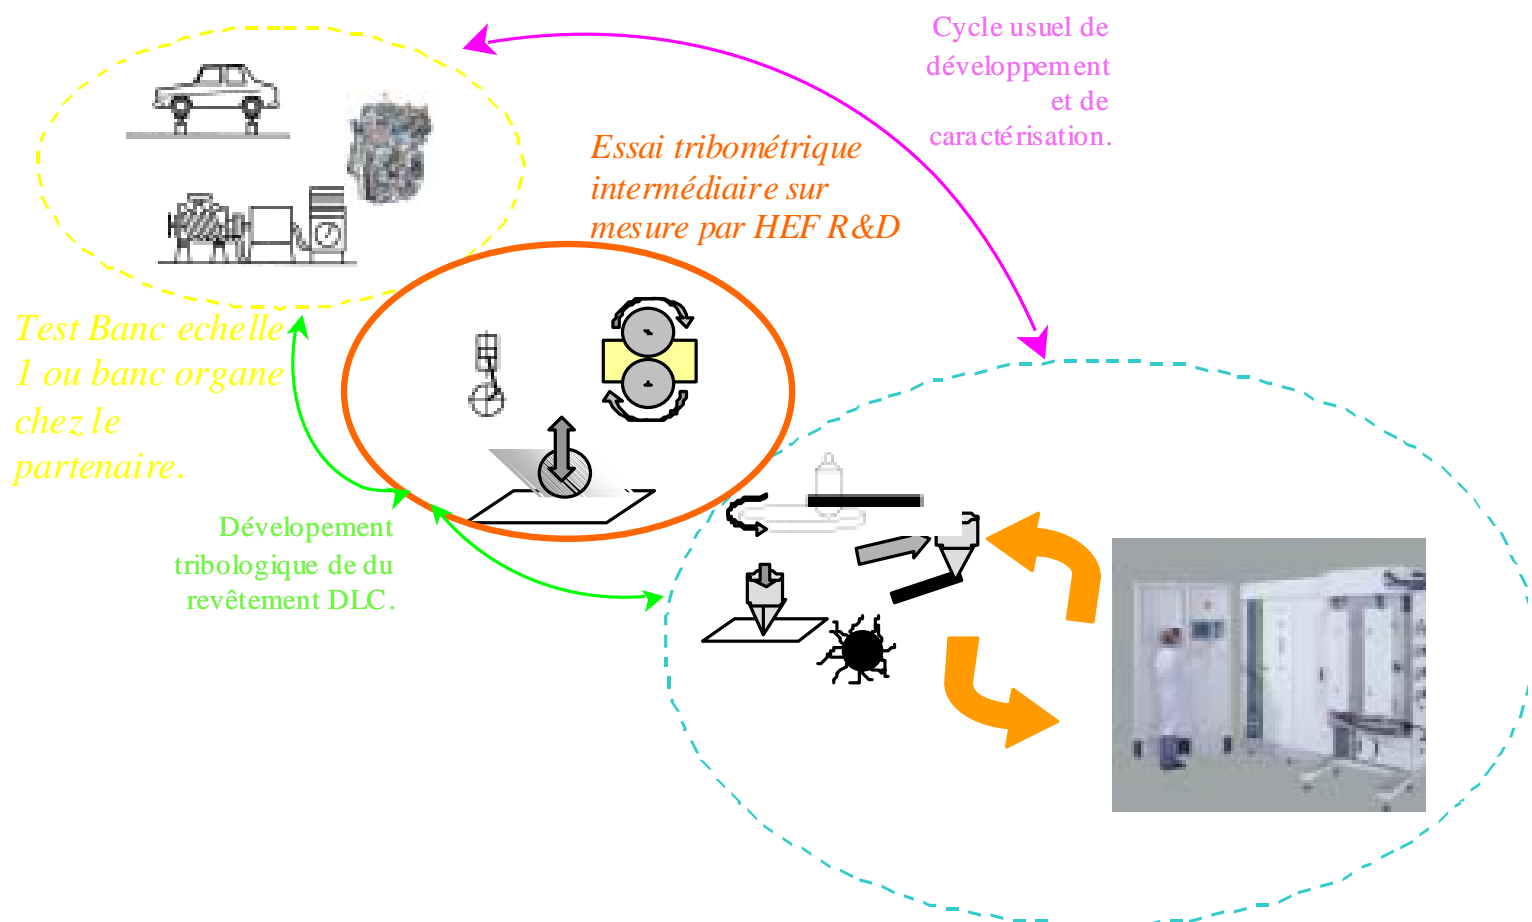 Cycle usuel de
développement
et de
caractérisation.
Essai tribométrique
intermédiaire sur
mesure par HEF R&D
Test Banc echelle
1 ou banc organe
chez le
partenaire.
Dévelopement
tribologique de du
revêtement DLC.